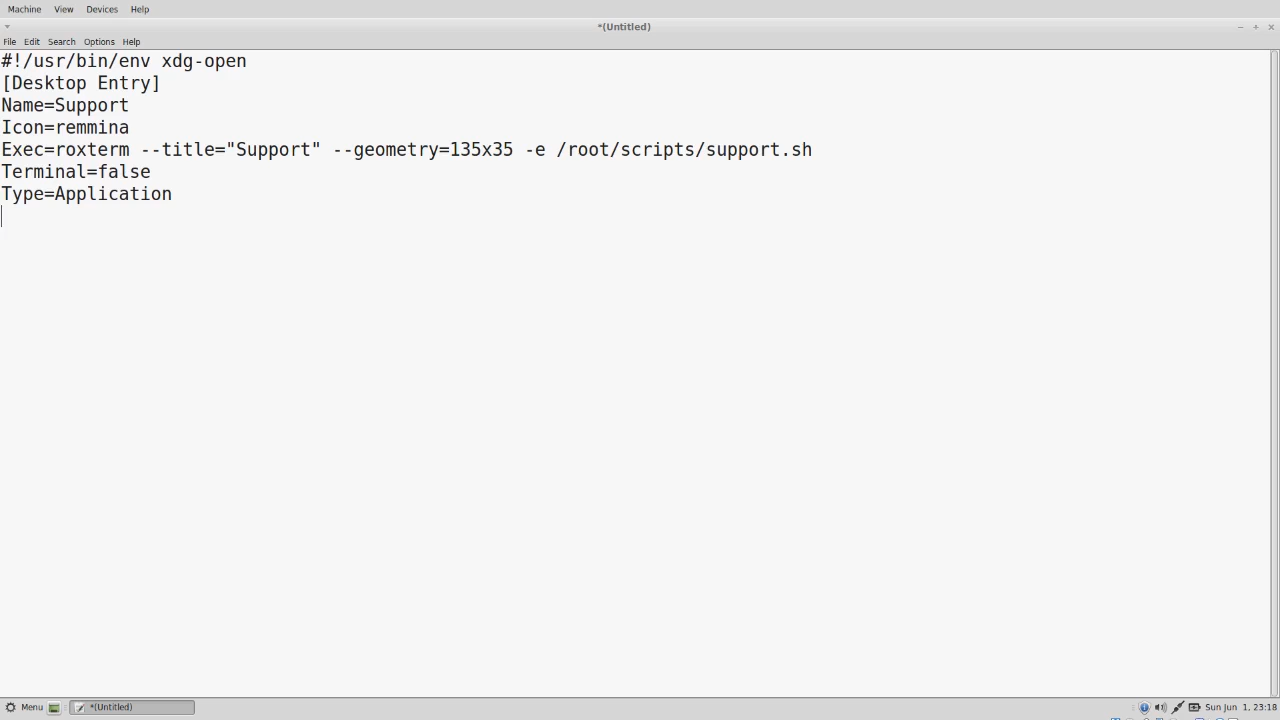 Machine View Devices Help
*(Untitled)
File Edit Search Options Help
#!/usr/bin/env xdg-open
[Desktop Entry]
Name=Support
Icon=remmina
Exec=roxterm --title="Support" --geometry=135x35 -e /root/scripts/support.sh
Terminal=false
Type=Application
Menu *(Untitled) Sun Jun 1, 23:18